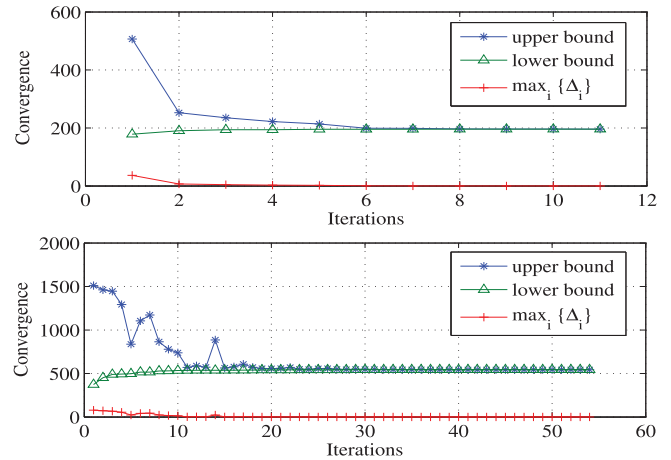 600
400
200
0
Convergence
upper bound
lower bound
max_i {Δ_i}
0 2 4 6 8 10 12
Iterations
2000
1500
1000
500
0
Convergence
upper bound
lower bound
max_i {Δ_i}
0 10 20 30 40 50 60
Iterations